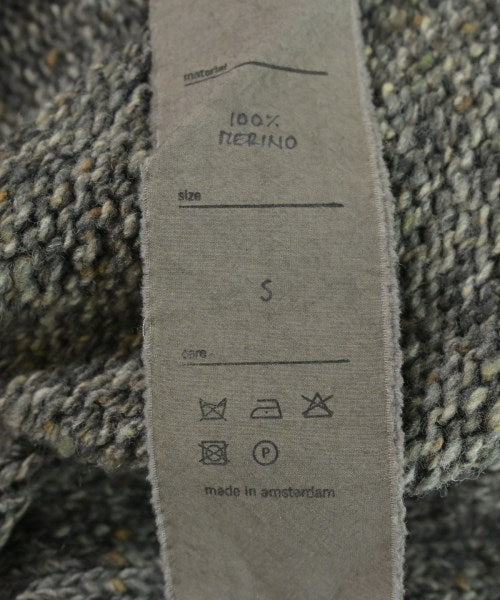 material
100%
MERINO
size
S
care
P
made in amsterdam